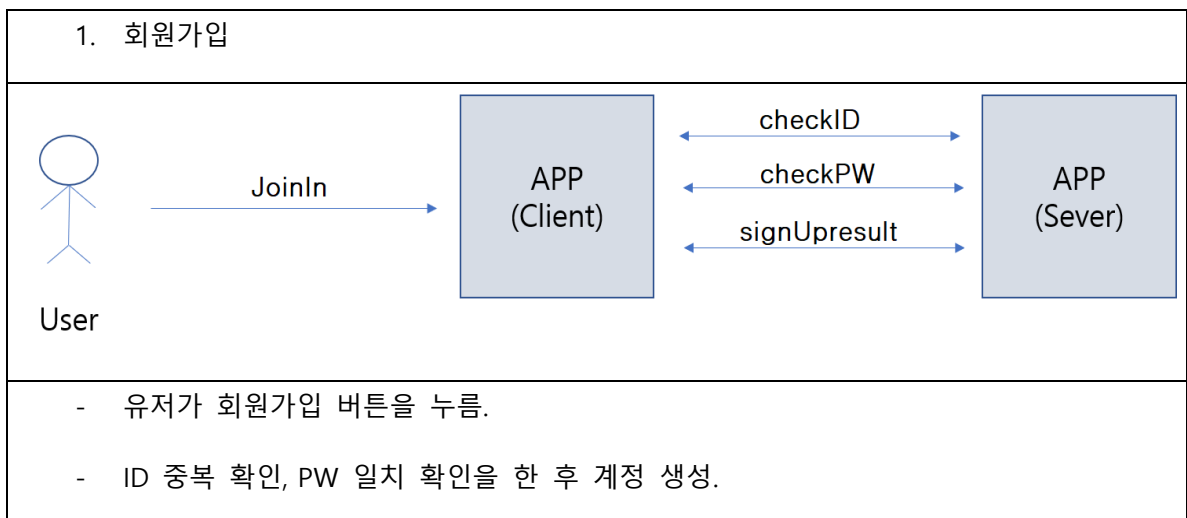 1. 회원가입
checkID
JoinIn
APP
(Client)
checkPW
APP
(Sever)
signUpresult
User
- 유저가 회원가입 버튼을 누름.
- ID 중복 확인, PW 일치 확인을 한 후 계정 생성.